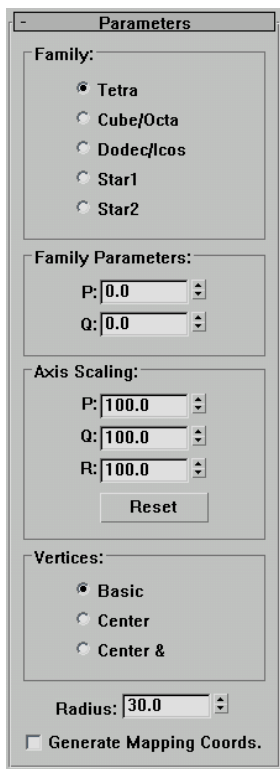 - Parameters
Family:
Tetra
Cube/Octa
Dodec/Icos
Star1
Star2
Family Parameters:
P: 0.0
Q: 0.0
Axis Scaling:
P: 100.0
Q: 100.0
R: 100.0
Reset
Vertices:
Basic
Center
Center &
Radius: 30.0
Generate Mapping Coords.